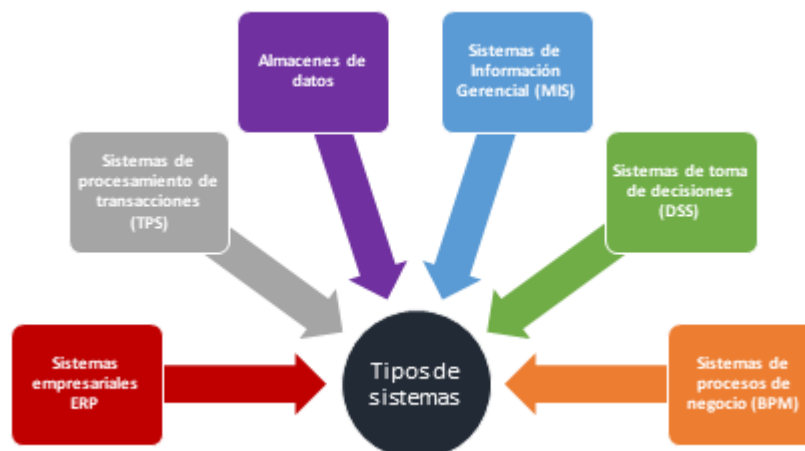 Almacenes de
datos
Sistemas de
Información
Gerencial (MIS)
Sistemas de
procesamiento de
transacciones
(TPS)
Sistemas de toma
de decisiones
(DSS)
Sistemas
empresariales
ERP
Tipos de
sistemas
Sistemas de
procesos de
negocio (BPM)